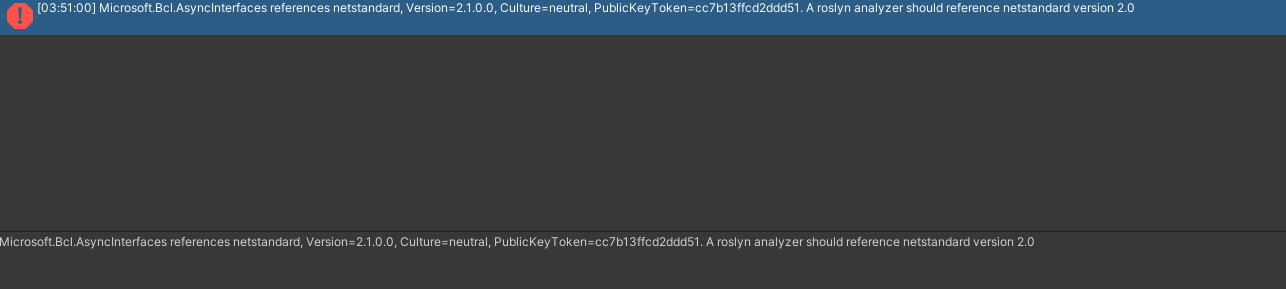 [03:51:00] Microsoft.Bcl.AsyncInterfaces references netstandard, Version=2.1.0.0, Culture=neutral, PublicKeyToken=cc7b13ffcd2ddd51. A roslyn analyzer should reference netstandard version 2.0
Microsoft.Bcl.AsyncInterfaces references netstandard, Version=2.1.0.0, Culture=neutral, PublicKeyToken=cc7b13ffcd2ddd51. A roslyn analyzer should reference netstandard version 2.0